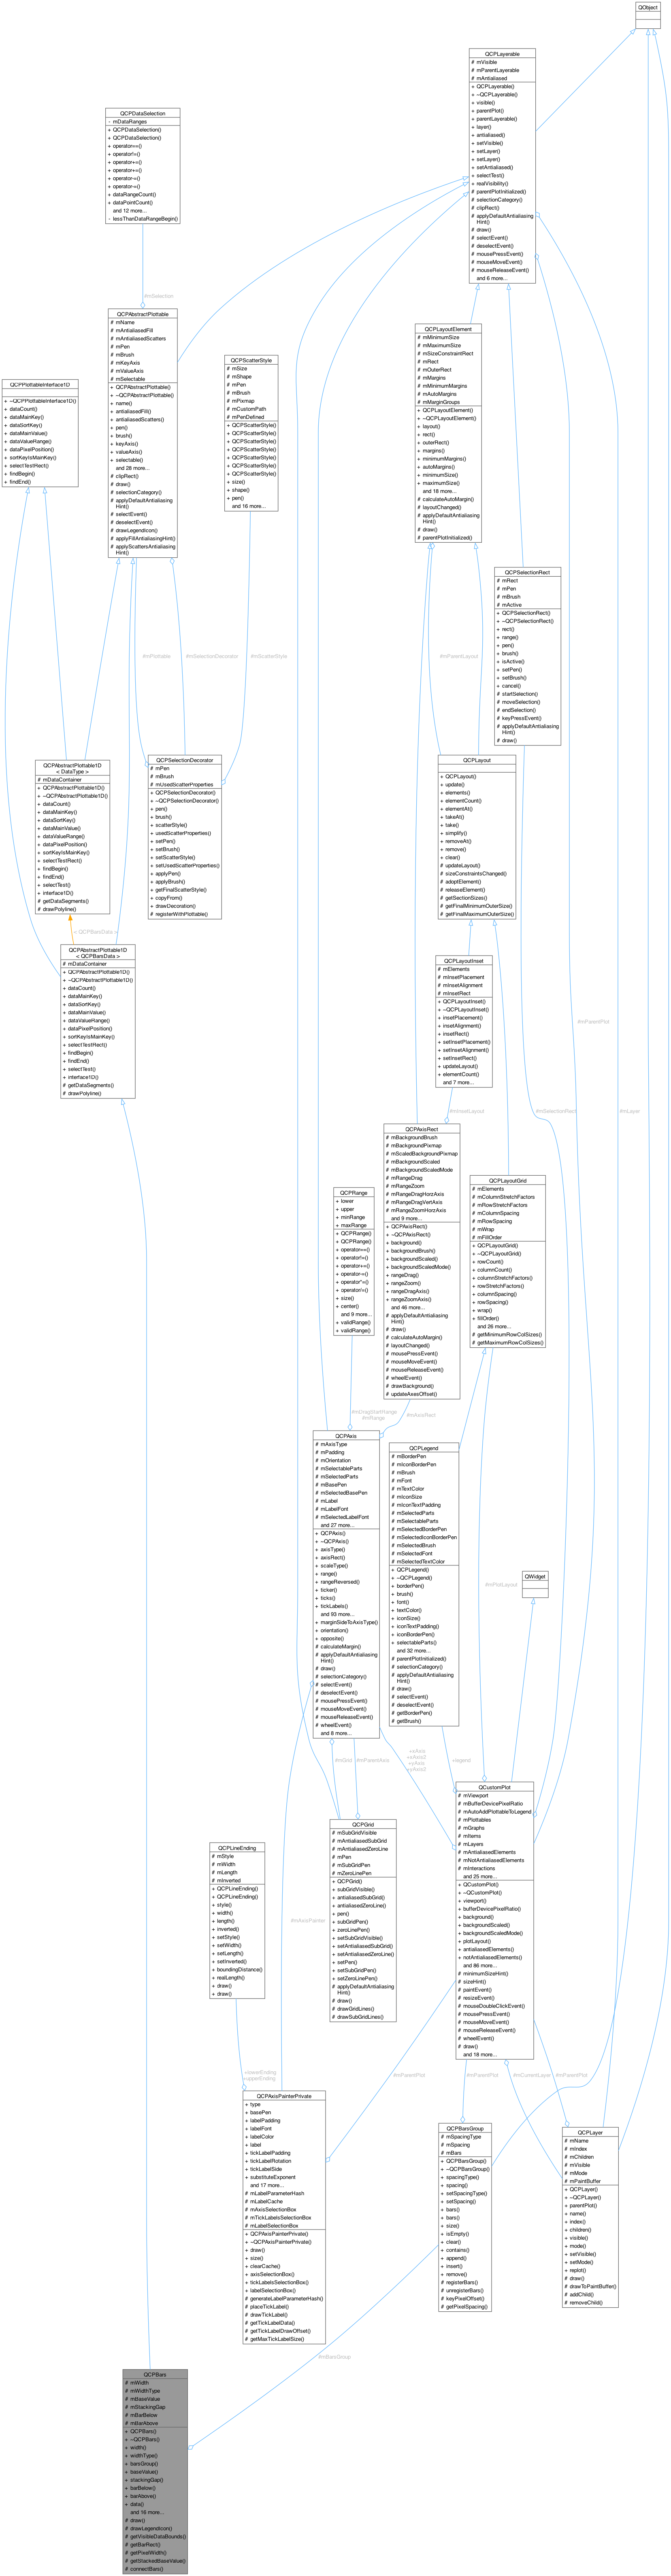 QObject
QCPLayerable
# mVisible
# mParentLayerable
# mAntialiased
+ QCPLayerable()
+ ~QCPLayerable()
+ visible()
+ parentPlot()
+ parentLayerable()
+ layer()
+ antialiased()
+ setVisible()
+ setLayer()
+ setLayer()
+ setAntialiased()
+ selectTest()
+ realVisibility()
# parentPlotInitialized()
# selectionCategory()
# clipRect()
# applyDefaultAntialiasing
Hint()
# draw()
# selectEvent()
# deselectEvent()
# mousePressEvent()
# mouseMoveEvent()
# mouseReleaseEvent()
and 6 more...
QCPDataSelection
- mDataRanges
+ QCPDataSelection()
+ QCPDataSelection()
+ operator==()
+ operator!=()
+ operator+=()
+ operator+=()
+ operator-=()
+ operator-=()
+ dataRangeCount()
+ dataPointCount()
and 12 more...
- lessThanDataRangeBegin()
#mSelection
QCPAbstractPlottable
# mName
# mAntialiasedFill
# mAntialiasedScatters
# mPen
# mBrush
# mKeyAxis
# mValueAxis
# mSelectable
+ QCPAbstractPlottable()
+ ~QCPAbstractPlottable()
+ name()
+ antialiasedFill()
+ antialiasedScatters()
+ pen()
+ brush()
+ keyAxis()
+ valueAxis()
+ selectable()
and 28 more...
# clipRect()
# draw()
# selectionCategory()
# applyDefaultAntialiasing
Hint()
# selectEvent()
# deselectEvent()
# drawLegendIcon()
# applyFillAntialiasingHint()
# applyScattersAntialiasing
Hint()
QCPLayoutElement
# mMinimumSize
# mMaximumSize
# mSizeConstraintRect
# mRect
# mOuterRect
# mMargins
# mMinimumMargins
# mAutoMargins
# mMarginGroups
+ QCPLayoutElement()
+ ~QCPLayoutElement()
+ layout()
+ rect()
+ outerRect()
+ margins()
+ minimumMargins()
+ autoMargins()
+ minimumSize()
+ maximumSize()
and 18 more...
# calculateAutoMargin()
# layoutChanged()
# applyDefaultAntialiasing
Hint()
# draw()
# parentPlotInitialized()
QCPScatterStyle
# mSize
# mShape
# mPen
# mBrush
# mPixmap
# mCustomPath
# mPenDefined
+ QCPScatterStyle()
+ QCPScatterStyle()
+ QCPScatterStyle()
+ QCPScatterStyle()
+ QCPScatterStyle()
+ QCPScatterStyle()
+ QCPScatterStyle()
+ size()
+ shape()
+ pen()
and 16 more...
QCPPlottableInterface1D
+ ~QCPPlottableInterface1D()
+ dataCount()
+ dataMainKey()
+ dataSortKey()
+ dataMainValue()
+ dataValueRange()
+ dataPixelPosition()
+ sortKeyIsMainKey()
+ selectTestRect()
+ findBegin()
+ findEnd()
QCPSelectionRect
# mRect
# mPen
# mBrush
# mActive
+ QCPSelectionRect()
+ ~QCPSelectionRect()
+ rect()
+ range()
+ pen()
+ brush()
+ isActive()
+ setPen()
+ setBrush()
+ cancel()
# startSelection()
# moveSelection()
# endSelection()
# keyPressEvent()
# applyDefaultAntialiasing
Hint()
# draw()
#mPlottable
#mSelectionDecorator
#mScatterStyle
#mParentLayout
QCPAbstractPlottable1D
< DataType >
# mDataContainer
+ QCPAbstractPlottable1D()
+ ~QCPAbstractPlottable1D()
+ dataCount()
+ dataMainKey()
+ dataSortKey()
+ dataMainValue()
+ dataValueRange()
+ dataPixelPosition()
+ sortKeyIsMainKey()
+ selectTestRect()
+ findBegin()
+ findEnd()
+ selectTest()
+ interface1D()
# getDataSegments()
# drawPolyline()
QCPSelectionDecorator
# mPen
# mBrush
# mUsedScatterProperties
+ QCPSelectionDecorator()
+ ~QCPSelectionDecorator()
+ pen()
+ brush()
+ scatterStyle()
+ usedScatterProperties()
+ setPen()
+ setBrush()
+ setScatterStyle()
+ setUsedScatterProperties()
+ applyPen()
+ applyBrush()
+ getFinalScatterStyle()
+ copyFrom()
+ drawDecoration()
# registerWithPlottable()
QCPLayout
+ QCPLayout()
+ update()
+ elements()
+ elementCount()
+ elementAt()
+ takeAt()
+ take()
+ simplify()
+ removeAt()
+ remove()
+ clear()
# updateLayout()
# sizeConstraintsChanged()
# adoptElement()
# releaseElement()
# getSectionSizes()
# getFinalMinimumOuterSize()
# getFinalMaximumOuterSize()
< QCPBarsData >
QCPAbstractPlottable1D
< QCPBarsData >
# mDataContainer
+ QCPAbstractPlottable1D()
+ ~QCPAbstractPlottable1D()
+ dataCount()
+ dataMainKey()
+ dataSortKey()
+ dataMainValue()
+ dataValueRange()
+ dataPixelPosition()
+ sortKeyIsMainKey()
+ selectTestRect()
+ findBegin()
+ findEnd()
+ selectTest()
+ interface1D()
# getDataSegments()
# drawPolyline()
QCPLayoutInset
# mElements
# mInsetPlacement
# mInsetAlignment
# mInsetRect
+ QCPLayoutInset()
+ ~QCPLayoutInset()
+ insetPlacement()
+ insetAlignment()
+ insetRect()
+ setInsetPlacement()
+ setInsetAlignment()
+ setInsetRect()
+ updateLayout()
+ elementCount()
and 7 more...
#mParentPlot
#mInsetLayout
#mSelectionRect
#mLayer
QCPAxisRect
# mBackgroundBrush
# mBackgroundPixmap
# mScaledBackgroundPixmap
# mBackgroundScaled
# mBackgroundScaledMode
# mRangeDrag
# mRangeZoom
# mRangeDragHorzAxis
# mRangeDragVertAxis
# mRangeZoomHorzAxis
and 9 more...
+ QCPAxisRect()
+ ~QCPAxisRect()
+ background()
+ backgroundBrush()
+ backgroundScaled()
+ backgroundScaledMode()
+ rangeDrag()
+ rangeZoom()
+ rangeDragAxis()
+ rangeZoomAxis()
and 46 more...
# applyDefaultAntialiasing
Hint()
# draw()
# calculateAutoMargin()
# layoutChanged()
# mousePressEvent()
# mouseMoveEvent()
# mouseReleaseEvent()
# wheelEvent()
# drawBackground()
# updateAxesOffset()
QCPLayoutGrid
# mElements
# mColumnStretchFactors
# mRowStretchFactors
# mColumnSpacing
# mRowSpacing
# mWrap
# mFillOrder
+ QCPLayoutGrid()
+ ~QCPLayoutGrid()
+ rowCount()
+ columnCount()
+ columnStretchFactors()
+ rowStretchFactors()
+ columnSpacing()
+ rowSpacing()
+ wrap()
+ fillOrder()
and 26 more...
# getMinimumRowColSizes()
# getMaximumRowColSizes()
QCPRange
+ lower
+ upper
+ minRange
+ maxRange
+ QCPRange()
+ QCPRange()
+ operator==()
+ operator!=()
+ operator+=()
+ operator-=()
+ operator*=()
+ operator/=()
+ size()
+ center()
and 9 more...
+ validRange()
+ validRange()
#mDragStartRange
#mRange
#mAxisRect
QCPAxis
# mAxisType
# mPadding
# mOrientation
# mSelectableParts
# mSelectedParts
# mBasePen
# mSelectedBasePen
# mLabel
# mLabelFont
# mSelectedLabelFont
and 27 more...
+ QCPAxis()
+ ~QCPAxis()
+ axisType()
+ axisRect()
+ scaleType()
+ range()
+ rangeReversed()
+ ticker()
+ ticks()
+ tickLabels()
and 93 more...
+ marginSideToAxisType()
+ orientation()
+ opposite()
# calculateMargin()
# applyDefaultAntialiasing
Hint()
# draw()
# selectionCategory()
# selectEvent()
# deselectEvent()
# mousePressEvent()
# mouseMoveEvent()
# mouseReleaseEvent()
# wheelEvent()
and 8 more...
QCPLegend
# mBorderPen
# mIconBorderPen
# mBrush
# mFont
# mTextColor
# mIconSize
# mIconTextPadding
# mSelectedParts
# mSelectableParts
# mSelectedBorderPen
# mSelectedIconBorderPen
# mSelectedBrush
# mSelectedFont
# mSelectedTextColor
+ QCPLegend()
+ ~QCPLegend()
+ borderPen()
+ brush()
+ font()
+ textColor()
+ iconSize()
+ iconTextPadding()
+ iconBorderPen()
+ selectableParts()
and 32 more...
# parentPlotInitialized()
# selectionCategory()
# applyDefaultAntialiasing
Hint()
# draw()
# selectEvent()
# deselectEvent()
# getBorderPen()
# getBrush()
#mPlotLayout
QWidget
+xAxis
+xAxis2
+yAxis
+yAxis2
+legend
#mGrid
#mParentAxis
QCustomPlot
# mViewport
# mBufferDevicePixelRatio
# mAutoAddPlottableToLegend
# mPlottables
# mGraphs
# mItems
# mLayers
# mAntialiasedElements
# mNotAntialiasedElements
# mInteractions
and 25 more...
+ QCustomPlot()
+ ~QCustomPlot()
+ viewport()
+ bufferDevicePixelRatio()
+ background()
+ backgroundScaled()
+ backgroundScaledMode()
+ plotLayout()
+ antialiasedElements()
+ notAntialiasedElements()
and 86 more...
# minimumSizeHint()
# sizeHint()
# paintEvent()
# resizeEvent()
# mouseDoubleClickEvent()
# mousePressEvent()
# mouseMoveEvent()
# mouseReleaseEvent()
# wheelEvent()
# draw()
and 18 more...
QCPGrid
# mSubGridVisible
# mAntialiasedSubGrid
# mAntialiasedZeroLine
# mPen
# mSubGridPen
# mZeroLinePen
+ QCPGrid()
+ subGridVisible()
+ antialiasedSubGrid()
+ antialiasedZeroLine()
+ pen()
+ subGridPen()
+ zeroLinePen()
+ setSubGridVisible()
+ setAntialiasedSubGrid()
+ setAntialiasedZeroLine()
+ setPen()
+ setSubGridPen()
+ setZeroLinePen()
# applyDefaultAntialiasing
Hint()
# draw()
# drawGridLines()
# drawSubGridLines()
QCPLineEnding
# mStyle
# mWidth
# mLength
# mInverted
+ QCPLineEnding()
+ QCPLineEnding()
+ style()
+ width()
+ length()
+ inverted()
+ setStyle()
+ setWidth()
+ setLength()
+ setInverted()
+ boundingDistance()
+ realLength()
+ draw()
+ draw()
#mAxisPainter
+lowerEnding
+upperEnding
#mParentPlot
#mParentPlot
#mCurrentLayer
#mParentPlot
QCPAxisPainterPrivate
+ type
+ basePen
+ labelPadding
+ labelFont
+ labelColor
+ label
+ tickLabelPadding
+ tickLabelRotation
+ tickLabelSide
+ substituteExponent
and 17 more...
# mLabelParameterHash
# mLabelCache
# mAxisSelectionBox
# mTickLabelsSelectionBox
# mLabelSelectionBox
+ QCPAxisPainterPrivate()
+ ~QCPAxisPainterPrivate()
+ draw()
+ size()
+ clearCache()
+ axisSelectionBox()
+ tickLabelsSelectionBox()
+ labelSelectionBox()
# generateLabelParameterHash()
# placeTickLabel()
# drawTickLabel()
# getTickLabelData()
# getTickLabelDrawOffset()
# getMaxTickLabelSize()
QCPBarsGroup
# mSpacingType
# mSpacing
# mBars
+ QCPBarsGroup()
+ ~QCPBarsGroup()
+ spacingType()
+ spacing()
+ setSpacingType()
+ setSpacing()
+ bars()
+ bars()
+ size()
+ isEmpty()
+ clear()
+ contains()
+ append()
+ insert()
+ remove()
# registerBars()
# unregisterBars()
# keyPixelOffset()
# getPixelSpacing()
QCPLayer
# mName
# mIndex
# mChildren
# mVisible
# mMode
# mPaintBuffer
+ QCPLayer()
+ ~QCPLayer()
+ parentPlot()
+ name()
+ index()
+ children()
+ visible()
+ mode()
+ setVisible()
+ setMode()
+ replot()
# draw()
# drawToPaintBuffer()
# addChild()
# removeChild()
#mBarsGroup
QCPBars
# mWidth
# mWidthType
# mBaseValue
# mStackingGap
# mBarBelow
# mBarAbove
+ QCPBars()
+ ~QCPBars()
+ width()
+ widthType()
+ barsGroup()
+ baseValue()
+ stackingGap()
+ barBelow()
+ barAbove()
+ data()
and 16 more...
# draw()
# drawLegendIcon()
# getVisibleDataBounds()
# getBarRect()
# getPixelWidth()
# getStackedBaseValue()
# connectBars()